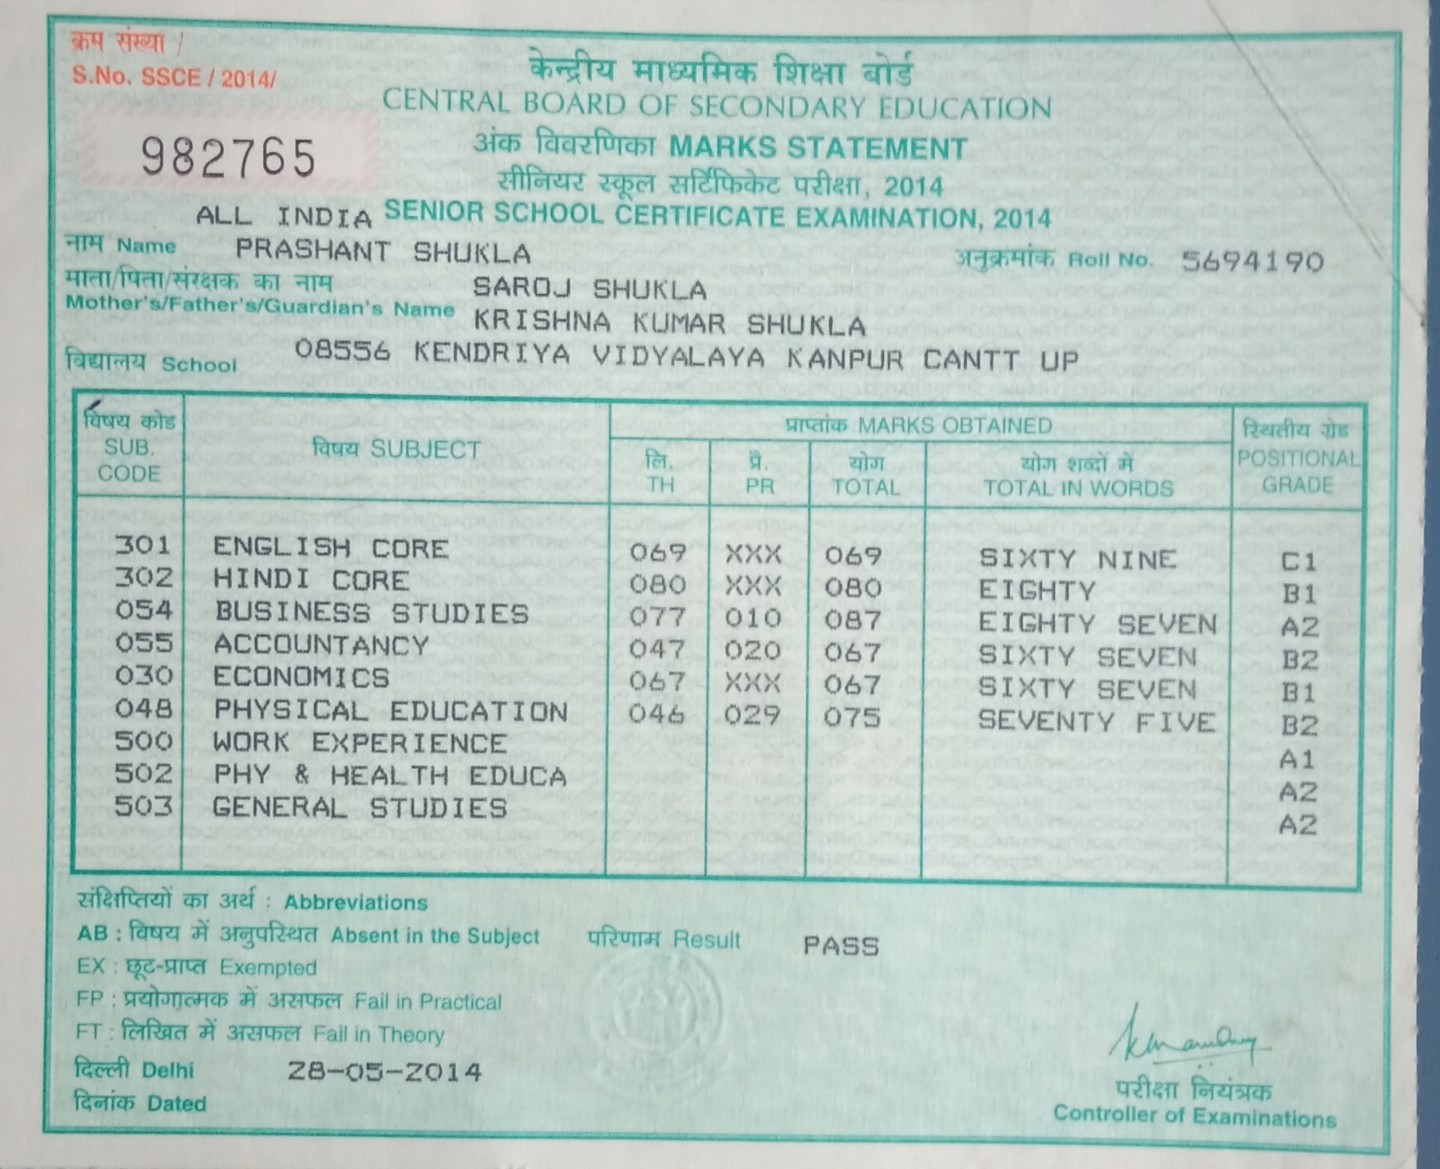 क्रम संख्या /
S.No. SSCE / 2014/
982765
केन्द्रीय माध्यमिक शिक्षा बोर्ड
CENTRAL BOARD OF SECONDARY EDUCATION
अंक विवरणिका MARKS STATEMENT
सीनियर स्कूल सर्टिफिकेट परीक्षा, 2014
ALL INDIA SENIOR SCHOOL CERTIFICATE EXAMINATION, 2014
नाम Name PRASHANT SHUKLA अनुक्रमांक Roll No. 5694190
माता/पिता/संरक्षक का नाम SAROJ SHUKLA
Mother's/Father's/Guardian's Name KRISHNA KUMAR SHUKLA
विद्यालय School 08556 KENDRIYA VIDYALAYA KANPUR CANTT UP
विषय कोड SUB. CODE विषय SUBJECT प्राप्तांक MARKS OBTAINED स्थितीय ग्रेड POSITIONAL GRADE
लि. TH प्रै. PR योग TOTAL योग शब्दों में TOTAL IN WORDS
301 ENGLISH CORE 069 XXX 069 SIXTY NINE C1
302 HINDI CORE 080 XXX 080 EIGHTY B1
054 BUSINESS STUDIES 077 010 087 EIGHTY SEVEN A2
055 ACCOUNTANCY 047 020 067 SIXTY SEVEN B2
030 ECONOMICS 067 XXX 067 SIXTY SEVEN B1
048 PHYSICAL EDUCATION 046 029 075 SEVENTY FIVE B2
500 WORK EXPERIENCE A1
502 PHY & HEALTH EDUCA A2
503 GENERAL STUDIES A2
संक्षिप्तियों का अर्थ : Abbreviations
AB : विषय में अनुपस्थित Absent in the Subject परिणाम Result PASS
EX : छूट-प्राप्त Exempted
FP : प्रयोगात्मक में असफल Fail in Practical
FT : लिखित में असफल Fail in Theory
दिल्ली Delhi 28-05-2014
दिनांक Dated
परीक्षा नियंत्रक
Controller of Examinations